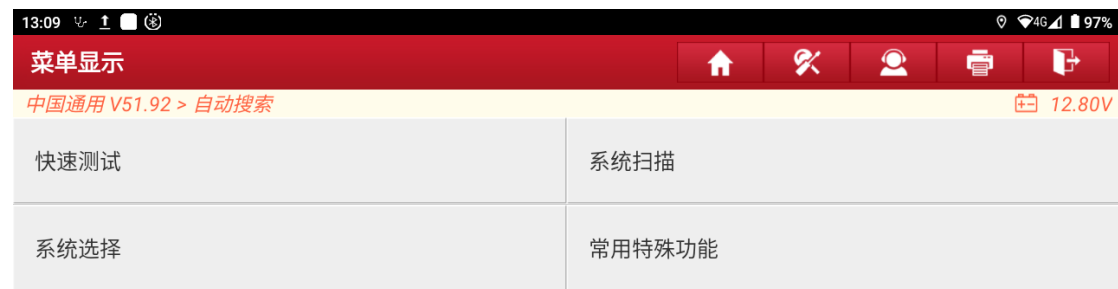 13:09 4G 97%
菜单显示
中国通用 V51.92 > 自动搜索 12.80V
快速测试 系统扫描
系统选择 常用特殊功能